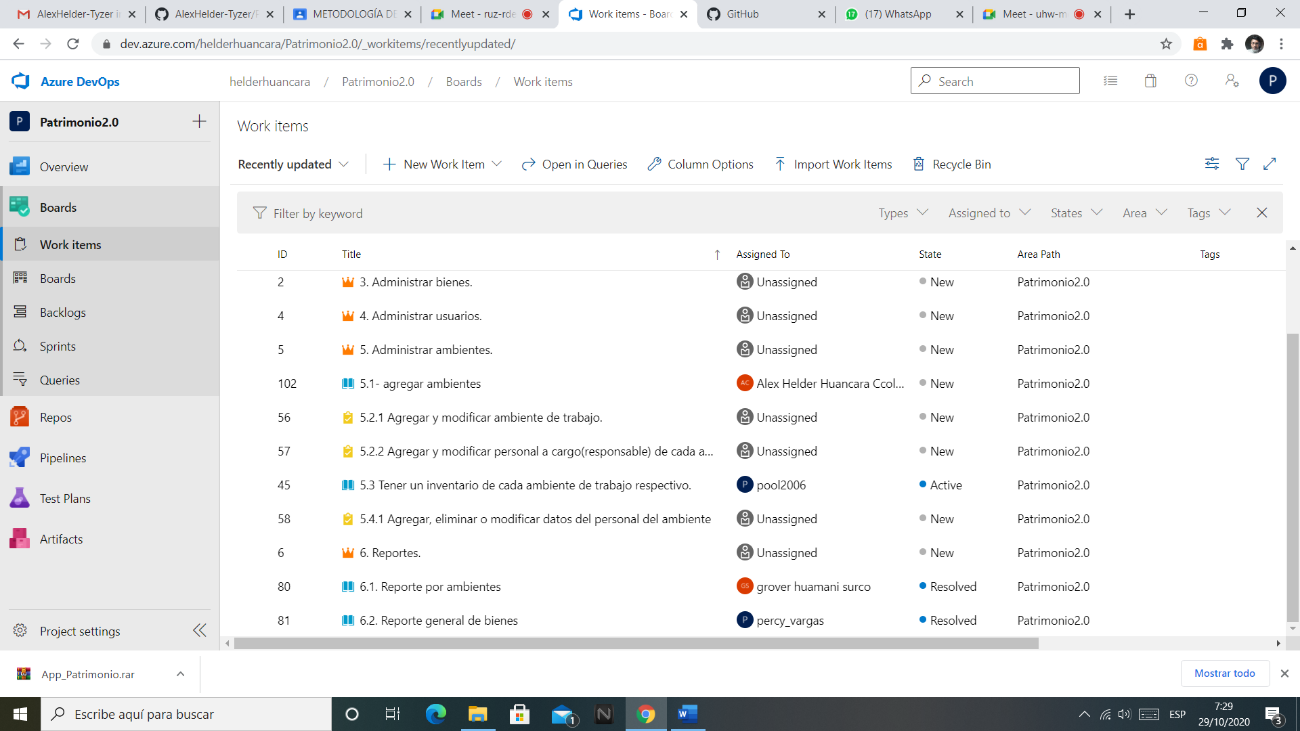 AlexHelder-Tyzer in
AlexHelder-Tyzer/P
METODOLOGÍA DE
Meet - ruz-rde
Work items - Boar
GitHub
(17) WhatsApp
Meet - uhw-m
dev.azure.com/helderhuancara/Patrimonio2.0/_workitems/recentlyupdated/
Azure DevOps
helderhuancara / Patrimonio2.0 / Boards / Work items
Search
P
P Patrimonio2.0
Overview
Boards
Work items
Boards
Backlogs
Sprints
Queries
Repos
Pipelines
Test Plans
Artifacts
Project settings
Work items
Recently updated
New Work Item
Open in Queries
Column Options
Import Work Items
Recycle Bin
Filter by keyword
Types
Assigned to
States
Area
Tags
ID Title Assigned To State Area Path Tags
2 3. Administrar bienes. Unassigned New Patrimonio2.0
4 4. Administrar usuarios. Unassigned New Patrimonio2.0
5 5. Administrar ambientes. Unassigned New Patrimonio2.0
102 5.1- agregar ambientes AC Alex Helder Huancara Ccol... New Patrimonio2.0
56 5.2.1 Agregar y modificar ambiente de trabajo. Unassigned New Patrimonio2.0
57 5.2.2 Agregar y modificar personal a cargo(responsable) de cada a... Unassigned New Patrimonio2.0
45 5.3 Tener un inventario de cada ambiente de trabajo respectivo. P pool2006 Active Patrimonio2.0
58 5.4.1 Agregar, eliminar o modificar datos del personal del ambiente Unassigned New Patrimonio2.0
6 6. Reportes. Unassigned New Patrimonio2.0
80 6.1. Reporte por ambientes GS grover huamani surco Resolved Patrimonio2.0
81 6.2. Reporte general de bienes P percy_vargas Resolved Patrimonio2.0
App_Patrimonio.rar
Mostrar todo
Escribe aquí para buscar
1
N
W
ESP
7:29
29/10/2020
3